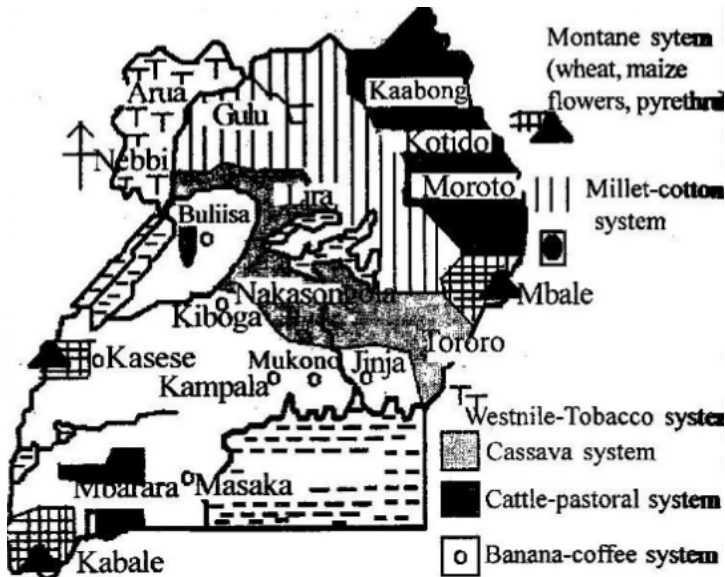 Montane sytem
(wheat, maize
flowers, pyrethrum
Millet-cotton
system
Westnile-Tobacco system
Cassava system
Cattle-pastoral system
Banana-coffee system
Arua
Gulu
Kaabong
Kotido
Nebbi
Moroto
Lira
Buliisa
Nakasongola
Mbale
Kiboga
Tororo
Kasese
Mukono
Jinja
Kampala
Mbarara
Masaka
Kabale